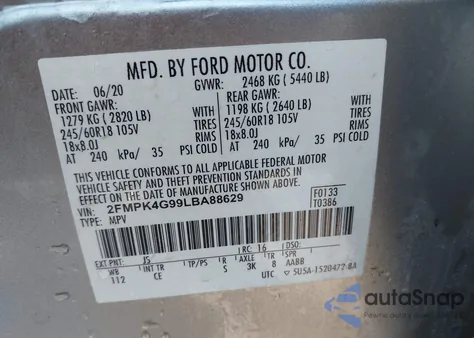 MFD. BY FORD MOTOR CO.
DATE: 06/20 GVWR: 2468 KG (5440 LB)
FRONT GAWR: REAR GAWR:
1279 KG (2820 LB) 1198 KG (2640 LB)
245/60R18 105V WITH TIRES 245/60R18 105V WITH TIRES
18x8.0J RIMS 18x8.0J RIMS
AT 240 kPa/ 35 PSI COLD AT 240 kPa/ 35 PSI COLD
THIS VEHICLE CONFORMS TO ALL APPLICABLE FEDERAL MOTOR
VEHICLE SAFETY AND THEFT PREVENTION STANDARDS IN EFFECT ON THE DATE OF MANUFACTURE SHOWN ABOVE.
VIN: 2FMPK4G99LBA88629 F0133
TYPE: MPV T0386
EXT PNT: JS RC: 16 DSO:
WB INT TR TP/PS R AXLE TR
112 CE S 3K 8 AABB
UTC 5U5A-1520472-BA
autoSnap